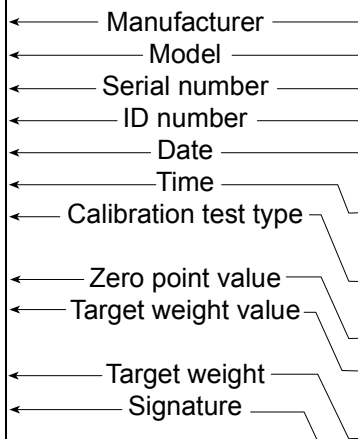 Manufacturer
Model
Serial number
ID number
Date
Time
Calibration test type
Zero point value
Target weight value
Target weight
Signature